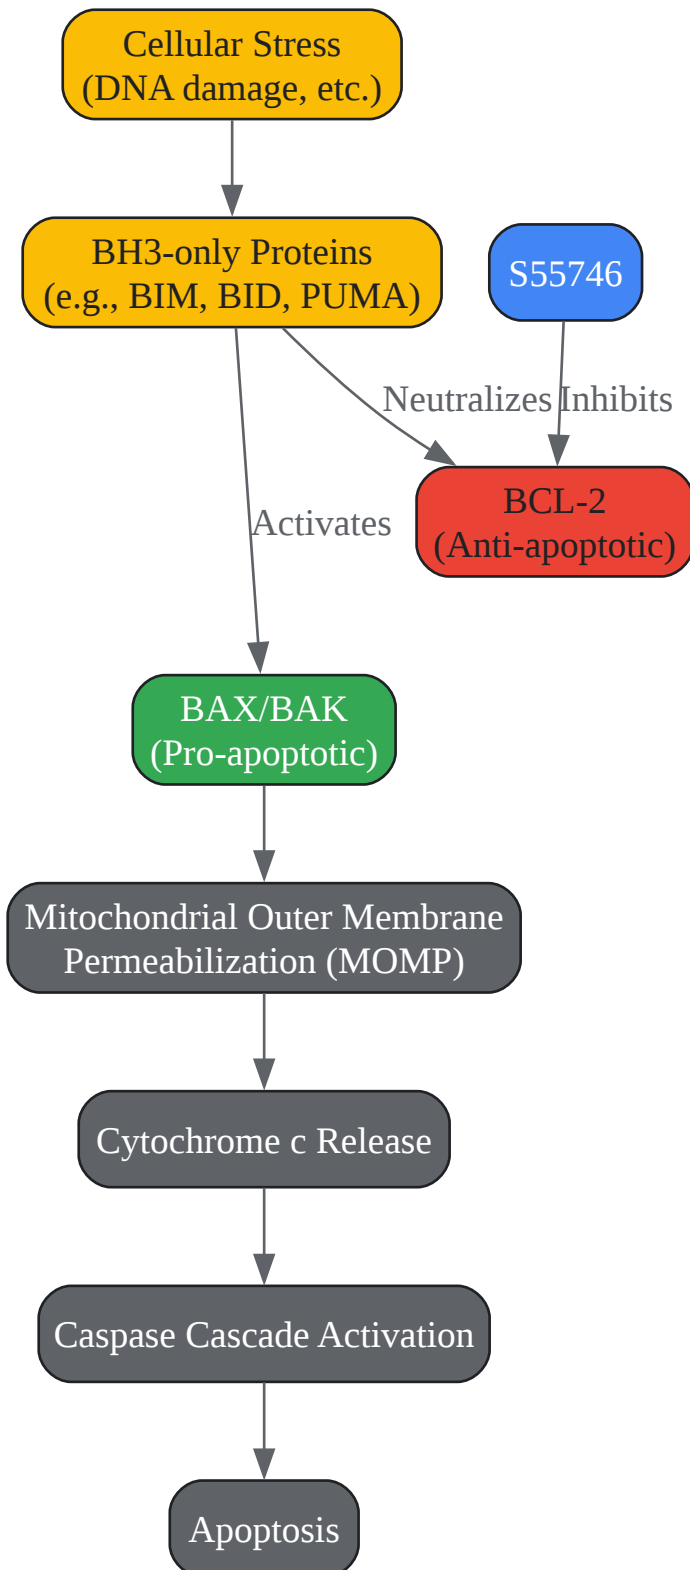 Cellular Stress
(DNA damage, etc.)
BH3-only Proteins
(e.g., BIM, BID, PUMA)
S55746
Neutralizes
Inhibits
BCL-2
(Anti-apoptotic)
Activates
BAX/BAK
(Pro-apoptotic)
Mitochondrial Outer Membrane
Permeabilization (MOMP)
Cytochrome c Release
Caspase Cascade Activation
Apoptosis